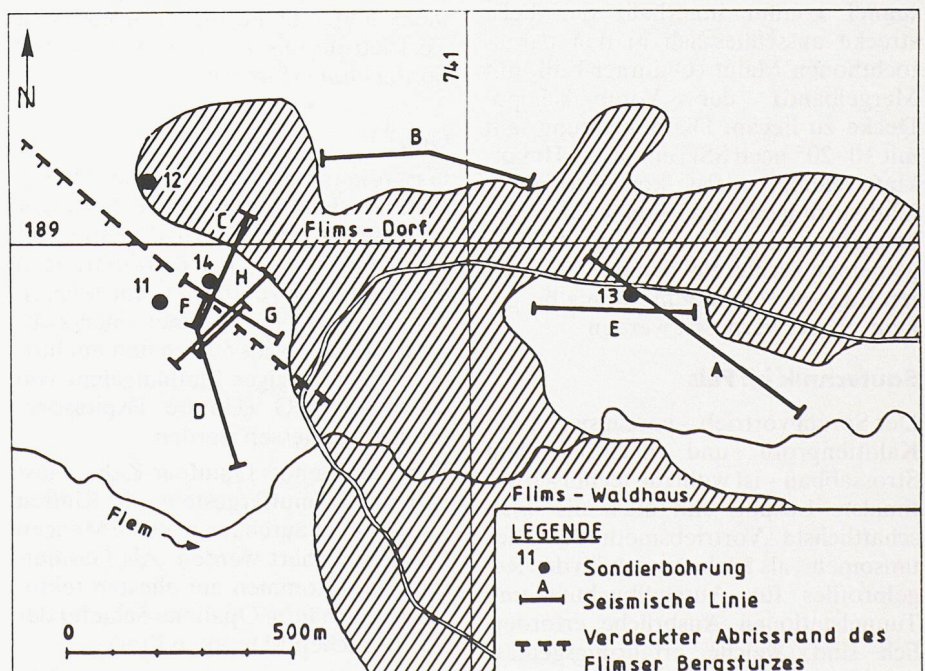 N
741
B
12
C
189
Flims-Dorf
14
H
11
F
13
G
E
A
D
Flims-Waldhaus
Flem
LEGENDE
11
Sondierbohrung
A
Seismische Linie
0
500m
Verdeckter Abrissrand des
Flimser Bergsturzes